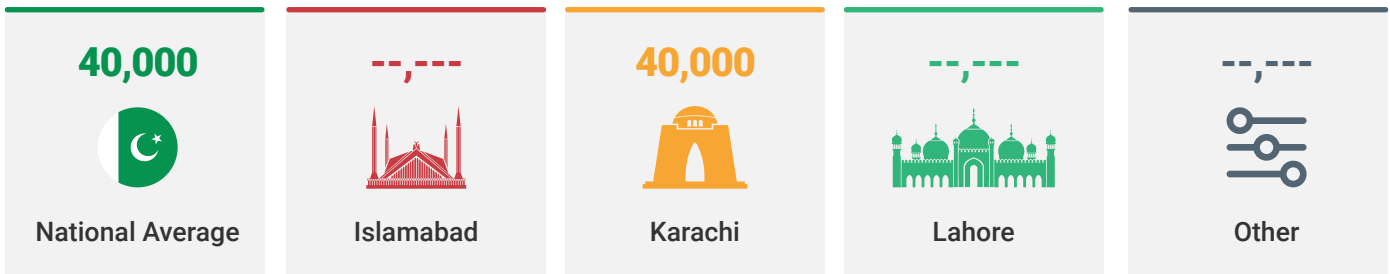 40,000
National Average
--,---
Islamabad
40,000
Karachi
--,---
Lahore
--,---
Other